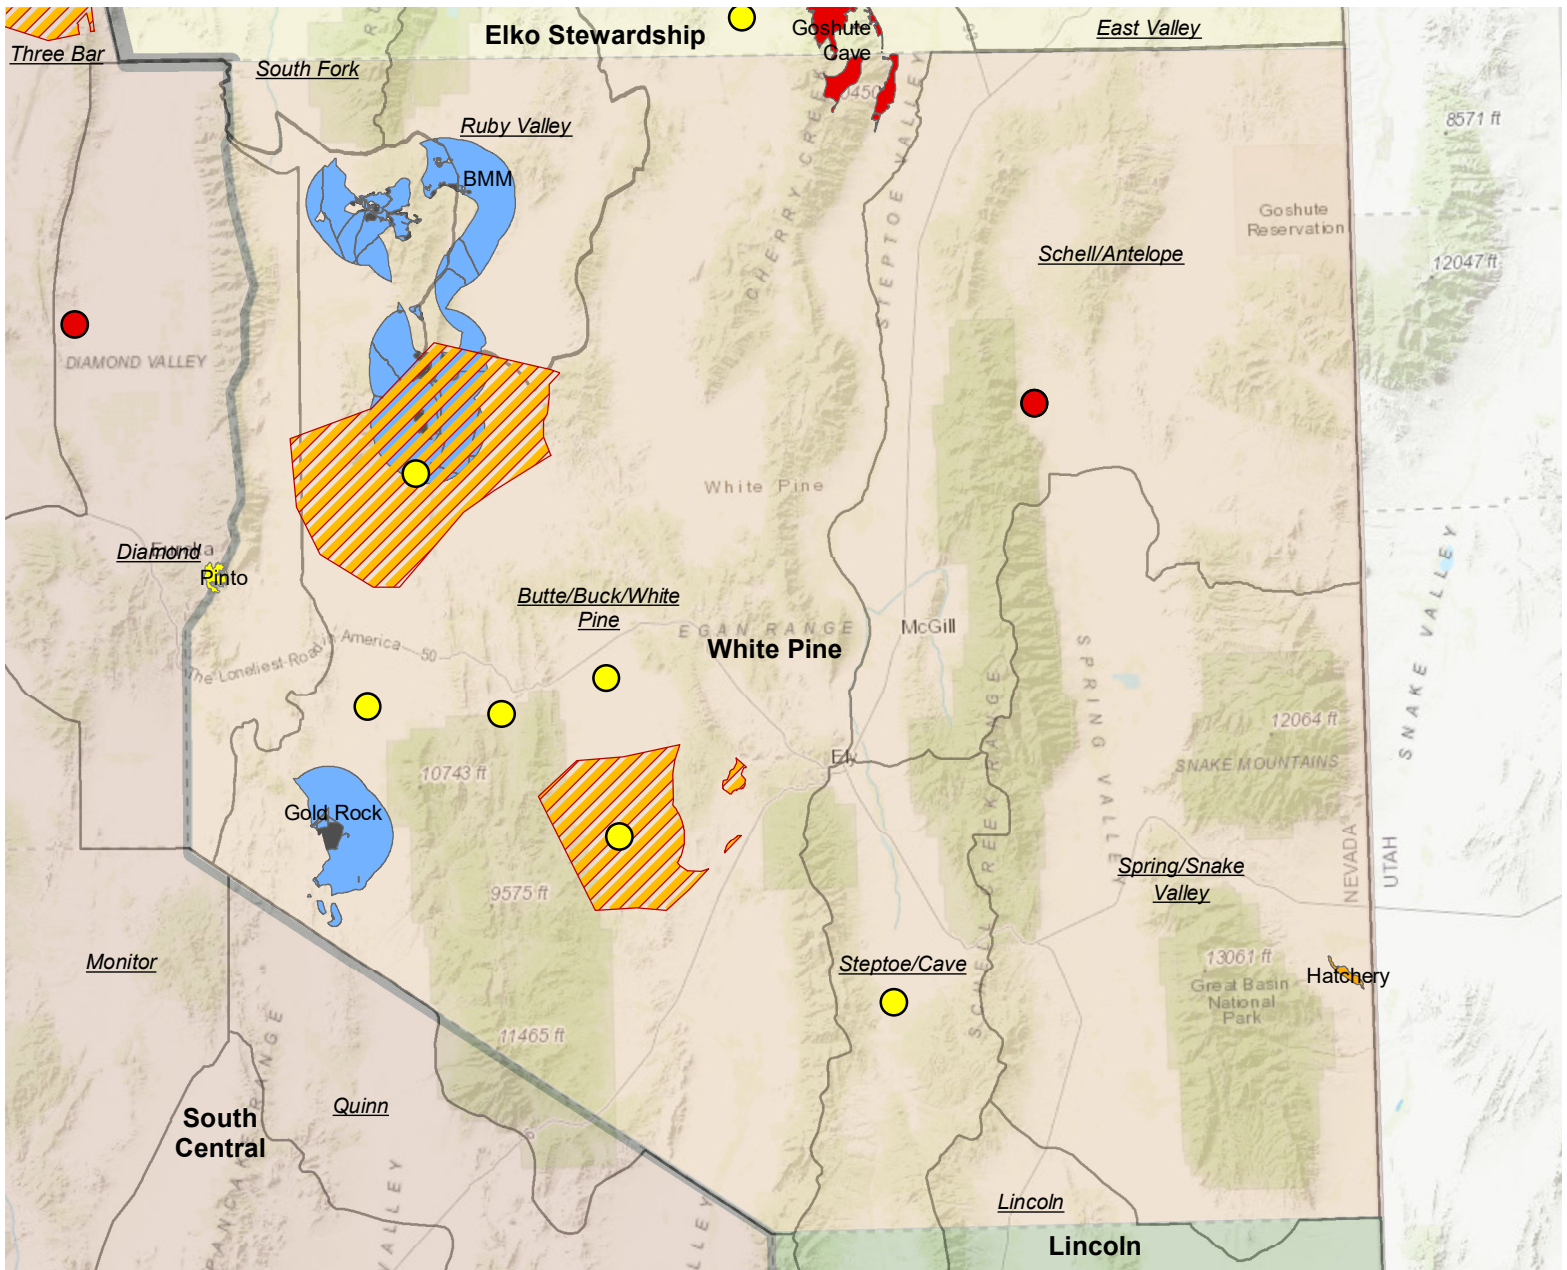 Elko Stewardship
Goshute
Cave
East Valley
Three Bar
South Fork
Ruby Valley
BMM
8571 ft
Goshute
Reservation
Schell/Antelope
12047 ft
CHERRY CREEK
STEPTOE VALLEY
DIAMOND VALLEY
White Pine
Diamond
Eureka
Pinto
Butte/Buck/White
Pine
EGAN RANGE
McGill
White Pine
The Loneliest Road in America
50
SPRING VALLEY
SNAKE VALLEY
12064 ft
SNAKE MOUNTAINS
10743 ft
Ely
Gold Rock
SCHELL CREEK RANGE
NEVADA
UTAH
Spring/Snake
Valley
9575 ft
Monitor
Steptoe/Cave
13061 ft
Hatchery
Great Basin
National
Park
11465 ft
Quinn
South
Central
VALLEY
Lincoln
Lincoln